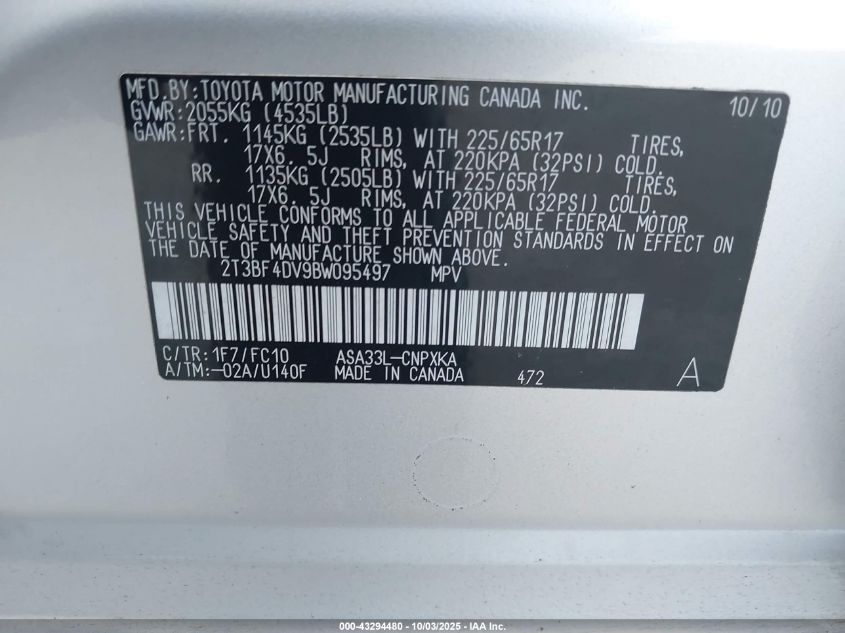 MFD.BY:TOYOTA MOTOR MANUFACTURING CANADA INC. 10/10
GVWR:2055KG (4535LB)
GAWR:FRT. 1145KG (2535LB) WITH 225/65R17 TIRES,
17X6. 5J RIMS, AT 220KPA (32PSI) COLD.
RR. 1135KG (2505LB) WITH 225/65R17 TIRES,
17X6. 5J RIMS, AT 220KPA (32PSI) COLD.
THIS VEHICLE CONFORMS TO ALL APPLICABLE FEDERAL MOTOR
VEHICLE SAFETY AND THEFT PREVENTION STANDARDS IN EFFECT ON
THE DATE OF MANUFACTURE SHOWN ABOVE.
2T3BF4DV9BW095497 MPV
C/TR:1F7/FC10 ASA33L-CNPXKA
A/TM:-02A/U140F MADE IN CANADA 472 A
000-43294480 - 10/03/2025 - IAA Inc.